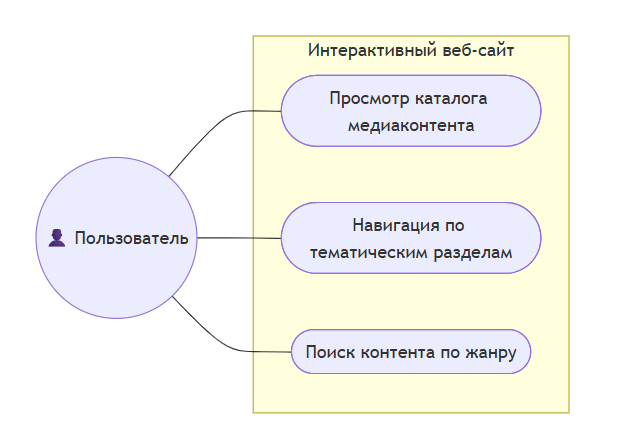 Интерактивный веб-сайт
Просмотр каталога
медиаконтента
👤 Пользователь
Навигация по
тематическим разделам
Поиск контента по жанру